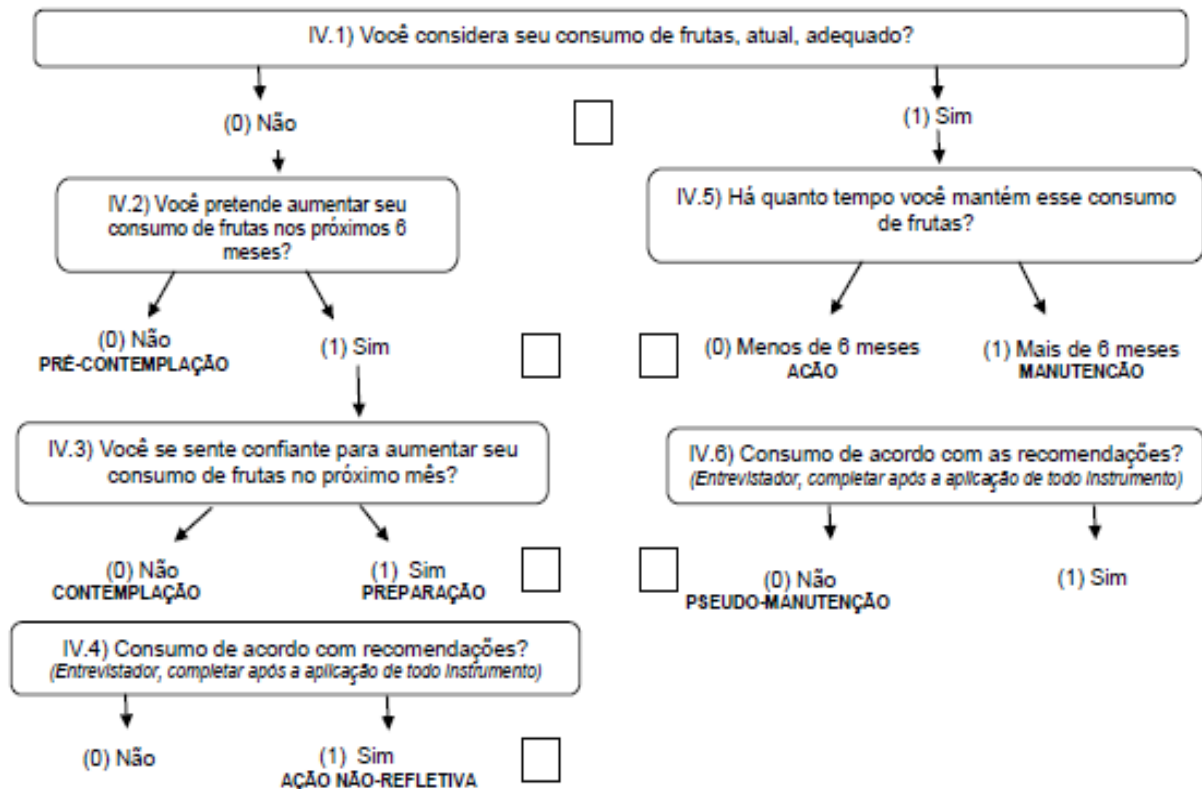 IV.1) Você considera seu consumo de frutas, atual, adequado?
(0) Não
(1) Sim
IV.2) Você pretende aumentar seu
consumo de frutas nos próximos 6
meses?
IV.5) Há quanto tempo você mantém esse consumo
de frutas?
(0) Não
PRÉ-CONTEMPLAÇÃO
(1) Sim
(0) Menos de 6 meses
AÇÃO
(1) Mais de 6 meses
MANUTENCÃO
IV.3) Você se sente confiante para aumentar seu
consumo de frutas no próximo mês?
IV.6) Consumo de acordo com as recomendações?
(Entrevistador, completar após a aplicação de todo Instrumento)
(0) Não
CONTEMPLAÇÃO
(1) Sim
PREPARAÇÃO
(0) Não
PSEUDO-MANUTENÇÃO
(1) Sim
IV.4) Consumo de acordo com recomendações?
(Entrevistador, completar após a aplicação de todo Instrumento)
(0) Não
(1) Sim
AÇÃO NÃO-REFLETIVA